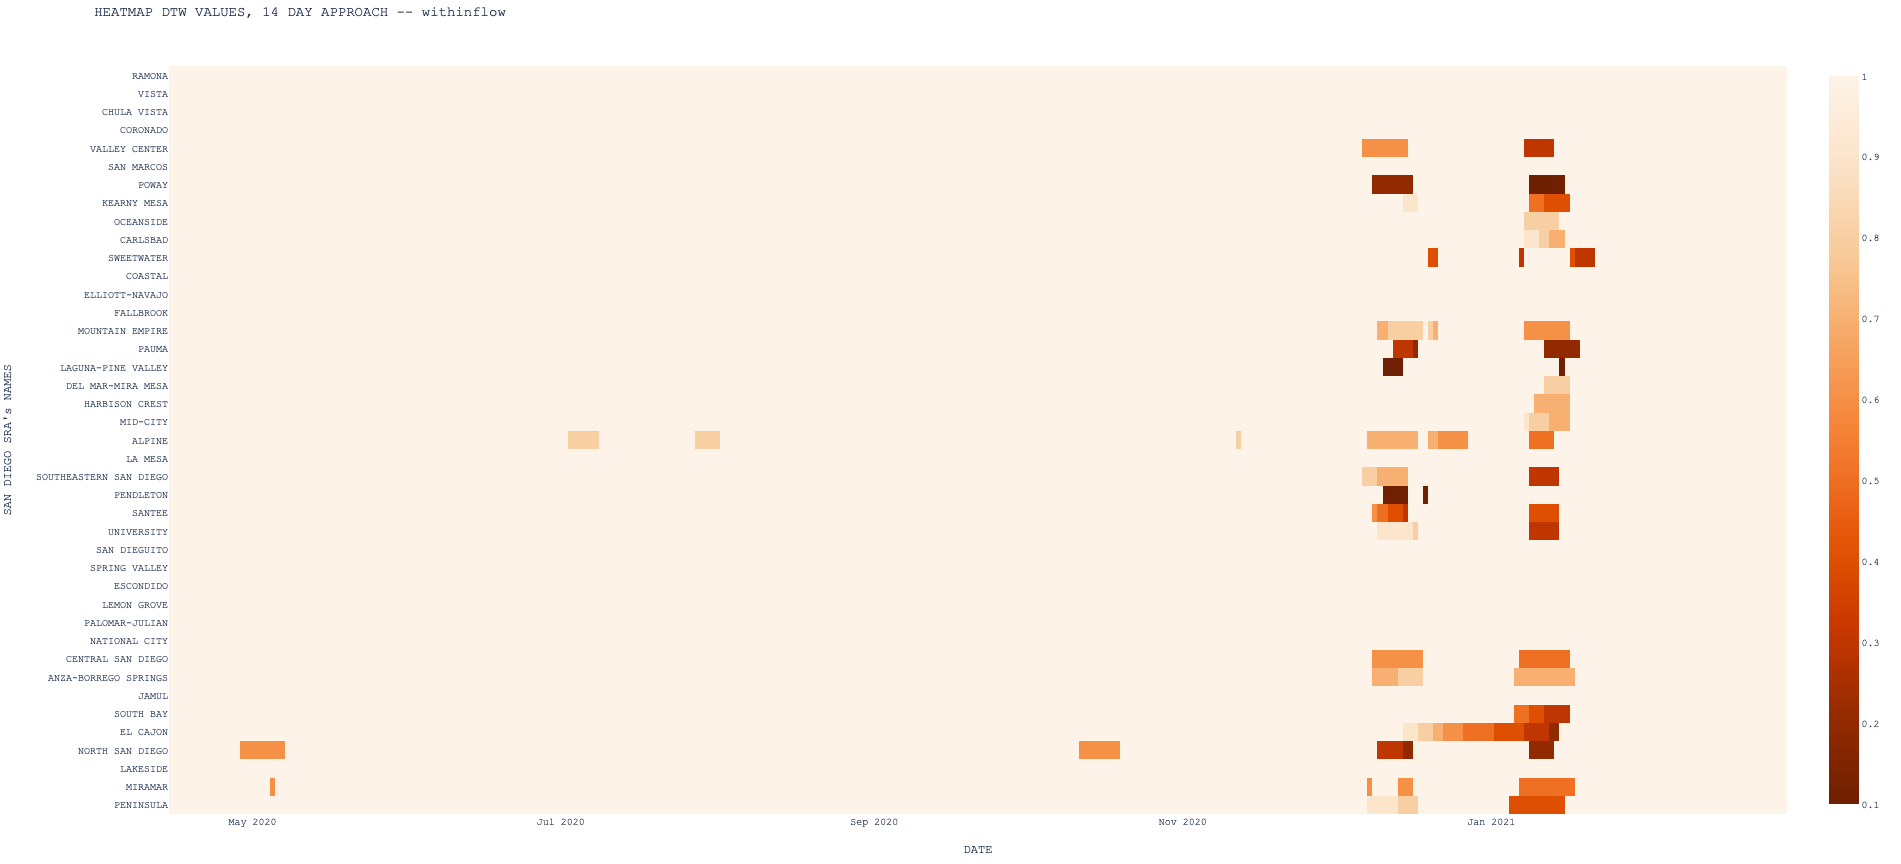 HEATMAP DTW VALUES, 14 DAY APPROACH -- withinflow
SAN DIEGO SRA's NAMES
RAMONA
VISTA
CHULA VISTA
CORONADO
VALLEY CENTER
SAN MARCOS
POWAY
KEARNY MESA
OCEANSIDE
CARLSBAD
SWEETWATER
COASTAL
ELLIOTT-NAVAJO
FALLBROOK
MOUNTAIN EMPIRE
PAUMA
LAGUNA-PINE VALLEY
DEL MAR-MIRA MESA
HARBISON CREST
MID-CITY
ALPINE
LA MESA
SOUTHEASTERN SAN DIEGO
PENDLETON
SANTEE
UNIVERSITY
SAN DIEGUITO
SPRING VALLEY
ESCONDIDO
LEMON GROVE
PALOMAR-JULIAN
NATIONAL CITY
CENTRAL SAN DIEGO
ANZA-BORREGO SPRINGS
JAMUL
SOUTH BAY
EL CAJON
NORTH SAN DIEGO
LAKESIDE
MIRAMAR
PENINSULA
May 2020 Jul 2020 Sep 2020 Nov 2020 Jan 2021
DATE
1
0.9
0.8
0.7
0.6
0.5
0.4
0.3
0.2
0.1